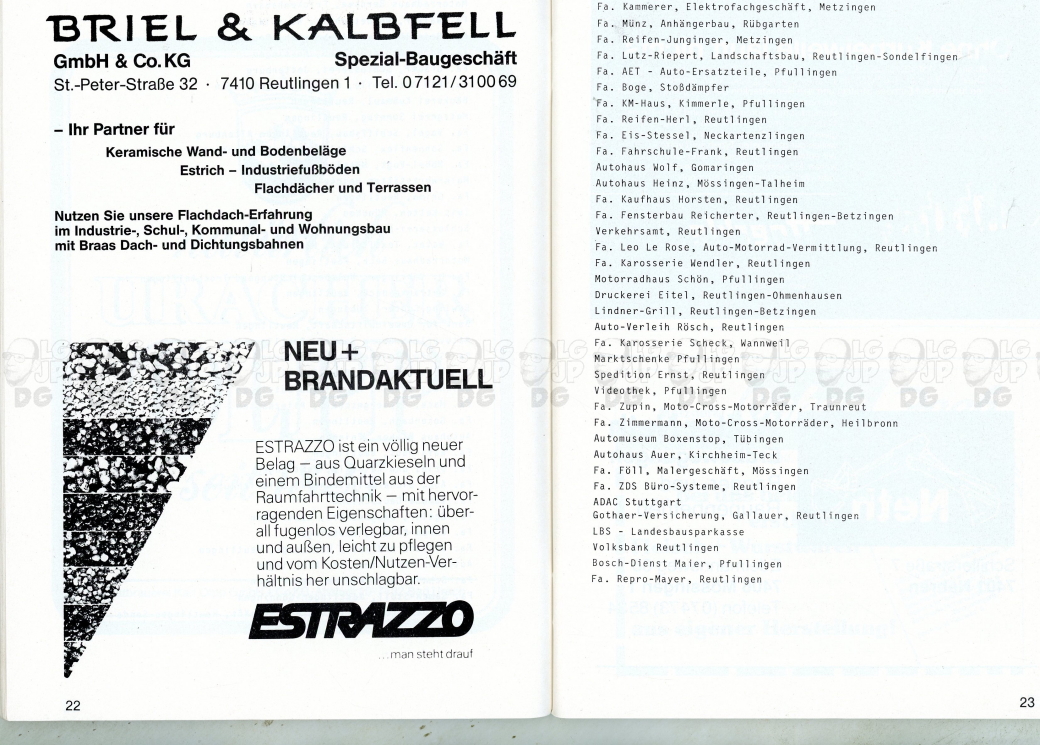 BRIEL & KALBFELL
GmbH & Co. KG Spezial-Baugeschäft
St.-Peter-Straße 32 · 7410 Reutlingen 1 · Tel. 07121/310069
– Ihr Partner für
Keramische Wand- und Bodenbeläge
Estrich – Industriefußböden
Flachdächer und Terrassen
Nutzen Sie unsere Flachdach-Erfahrung
im Industrie-, Schul-, Kommunal- und Wohnungsbau
mit Braas Dach- und Dichtungsbahnen
NEU +
BRANDAKTUELL
ESTRAZZO ist ein völlig neuer
Belag – aus Quarzkieseln und
einem Bindemittel aus der
Raumfahrttechnik – mit hervor-
ragenden Eigenschaften: über-
all fugenlos verlegbar, innen
und außen, leicht zu pflegen
und vom Kosten/Nutzen-Ver-
hältnis her unschlagbar.
ESTRAZZO
...man steht drauf
22
Fa. Kammerer, Elektrofachgeschäft, Metzingen
Fa. Münz, Anhängerbau, Rübgarten
Fa. Reifen-Junginger, Metzingen
Fa. Lutz-Riepert, Landschaftsbau, Reutlingen-Sondelfingen
Fa. AET - Auto-Ersatzteile, Pfullingen
Fa. Boge, Stoßdämpfer
Fa. KM-Haus, Kimmerle, Pfullingen
Fa. Reifen-Herl, Reutlingen
Fa. Eis-Stessel, Neckartenzlingen
Fa. Fahrschule-Frank, Reutlingen
Autohaus Wolf, Gomaringen
Autohaus Heinz, Mössingen-Talheim
Fa. Kaufhaus Horsten, Reutlingen
Fa. Fensterbau Reicherter, Reutlingen-Betzingen
Verkehrsamt, Reutlingen
Fa. Leo Le Rose, Auto-Motorrad-Vermittlung, Reutlingen
Fa. Karosserie Wendler, Reutlingen
Motorradhaus Schön, Pfullingen
Druckerei Eitel, Reutlingen-Ohmenhausen
Lindner-Grill, Reutlingen-Betzingen
Auto-Verleih Rösch, Reutlingen
Fa. Karosserie Scheck, Wannweil
Marktschenke Pfullingen
Spedition Ernst, Reutlingen
Videothek, Pfullingen
Fa. Zupin, Moto-Cross-Motorräder, Traunreut
Fa. Zimmermann, Moto-Cross-Motorräder, Heilbronn
Automuseum Boxenstop, Tübingen
Autohaus Auer, Kirchheim-Teck
Fa. Föll, Malergeschäft, Mössingen
Fa. ZDS Büro-Systeme, Reutlingen
ADAC Stuttgart
Gothaer-Versicherung, Gallauer, Reutlingen
LBS - Landesbausparkasse
Volksbank Reutlingen
Bosch-Dienst Maier, Pfullingen
Fa. Repro-Mayer, Reutlingen
23